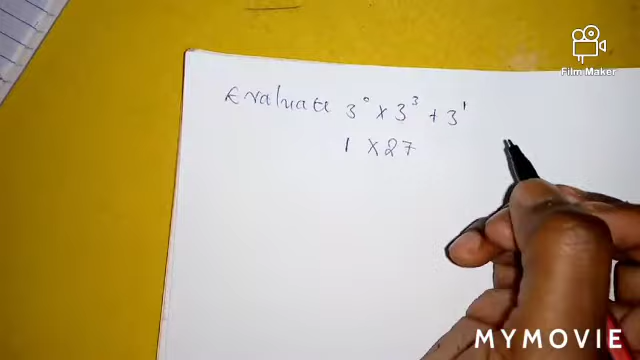 Film Maker
Evaluate 3⁰ × 3³ + 3¹
1 × 27
MYMOVIE